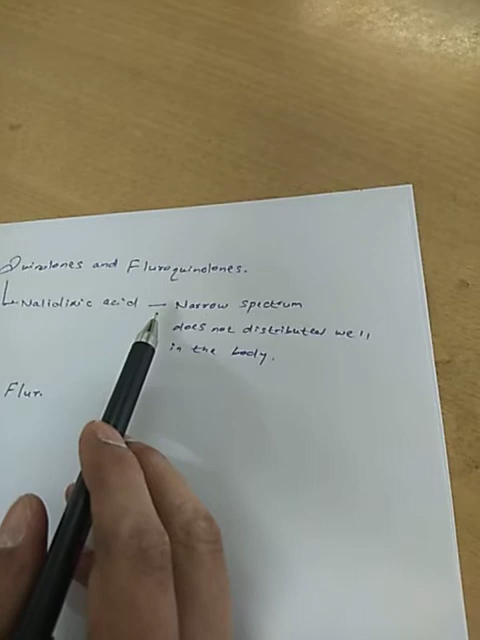 Quinolones and Fluroquinolones.
Nalidixic acid — Narrow spectrum
does not distributed well
in the body.
Flur.